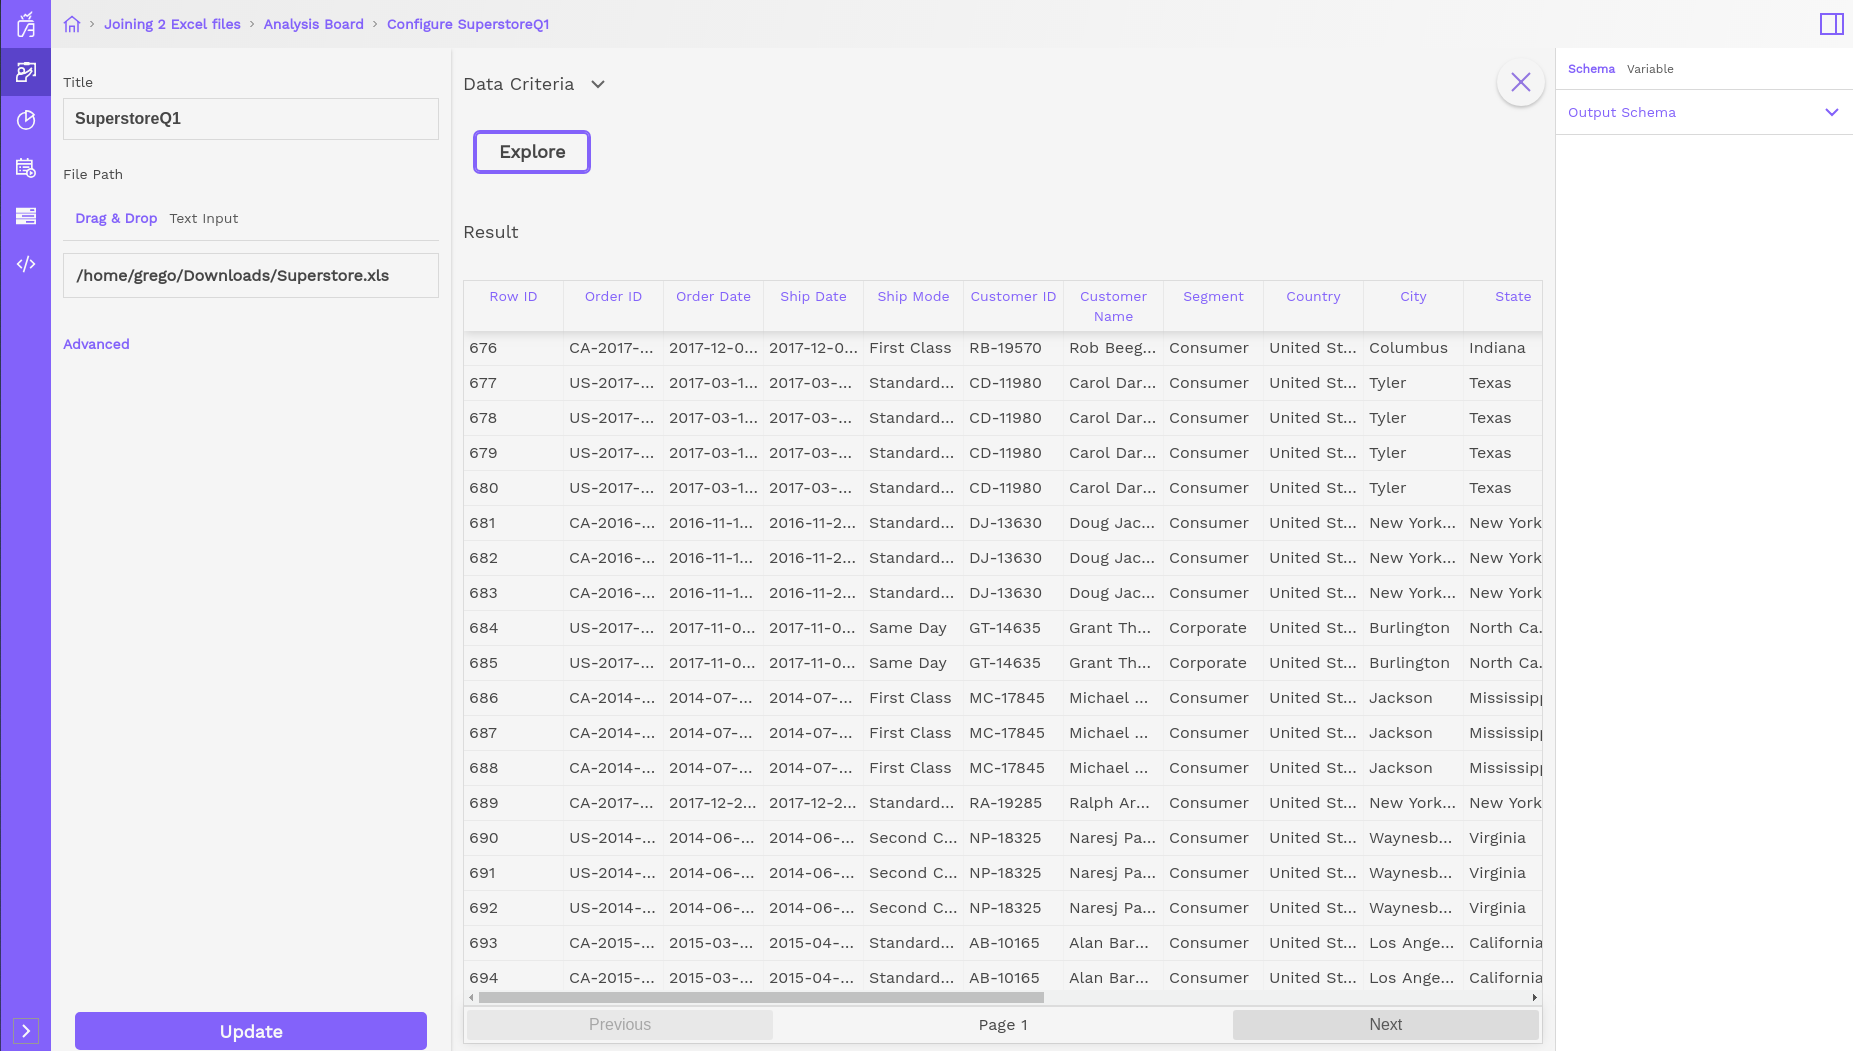 Joining 2 Excel files > Analysis Board > Configure SuperstoreQ1
Title
SuperstoreQ1
File Path
Drag & Drop Text Input
/home/grego/Downloads/Superstore.xls
Advanced
Update
Data Criteria
Explore
Result
Row ID Order ID Order Date Ship Date Ship Mode Customer ID Customer Name Segment Country City State
676 CA-2017-... 2017-12-0... 2017-12-0... First Class RB-19570 Rob Beeg... Consumer United St... Columbus Indiana
677 US-2017-... 2017-03-1... 2017-03-... Standard... CD-11980 Carol Dar... Consumer United St... Tyler Texas
678 US-2017-... 2017-03-1... 2017-03-... Standard... CD-11980 Carol Dar... Consumer United St... Tyler Texas
679 US-2017-... 2017-03-1... 2017-03-... Standard... CD-11980 Carol Dar... Consumer United St... Tyler Texas
680 US-2017-... 2017-03-1... 2017-03-... Standard... CD-11980 Carol Dar... Consumer United St... Tyler Texas
681 CA-2016-... 2016-11-1... 2016-11-2... Standard... DJ-13630 Doug Jac... Consumer United St... New York... New York
682 CA-2016-... 2016-11-1... 2016-11-2... Standard... DJ-13630 Doug Jac... Consumer United St... New York... New York
683 CA-2016-... 2016-11-1... 2016-11-2... Standard... DJ-13630 Doug Jac... Consumer United St... New York... New York
684 US-2017-... 2017-11-0... 2017-11-0... Same Day GT-14635 Grant Th... Corporate United St... Burlington North Ca.
685 US-2017-... 2017-11-0... 2017-11-0... Same Day GT-14635 Grant Th... Corporate United St... Burlington North Ca.
686 CA-2014-... 2014-07-... 2014-07-... First Class MC-17845 Michael ... Consumer United St... Jackson Mississipp
687 CA-2014-... 2014-07-... 2014-07-... First Class MC-17845 Michael ... Consumer United St... Jackson Mississipp
688 CA-2014-... 2014-07-... 2014-07-... First Class MC-17845 Michael ... Consumer United St... Jackson Mississipp
689 CA-2017-... 2017-12-2... 2017-12-2... Standard... RA-19285 Ralph Ar... Consumer United St... New York... New York
690 US-2014-... 2014-06-... 2014-06-... Second C... NP-18325 Naresj Pa... Consumer United St... Waynesb... Virginia
691 US-2014-... 2014-06-... 2014-06-... Second C... NP-18325 Naresj Pa... Consumer United St... Waynesb... Virginia
692 US-2014-... 2014-06-... 2014-06-... Second C... NP-18325 Naresj Pa... Consumer United St... Waynesb... Virginia
693 CA-2015-... 2015-03-... 2015-04-... Standard... AB-10165 Alan Bar... Consumer United St... Los Ange... California
694 CA-2015-... 2015-03-... 2015-04-... Standard... AB-10165 Alan Bar... Consumer United St... Los Ange... California
Previous Page 1 Next
Schema Variable
Output Schema